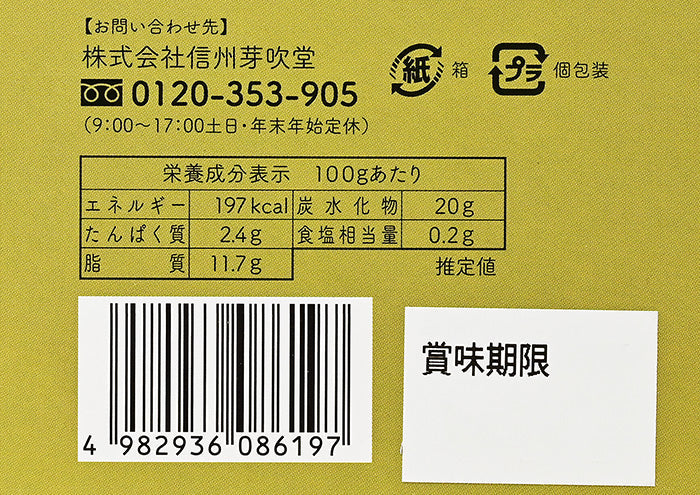 【お問い合わせ先】
株式会社信州芽吹堂
0120-353-905
(9:00〜17:00土日・年末年始定休)
紙 箱
プラ 個包装
栄養成分表示 100gあたり
エネルギー 197kcal 炭水化物 20g
たんぱく質 2.4g 食塩相当量 0.2g
脂質 11.7g 推定値
4 982936 086197
賞味期限